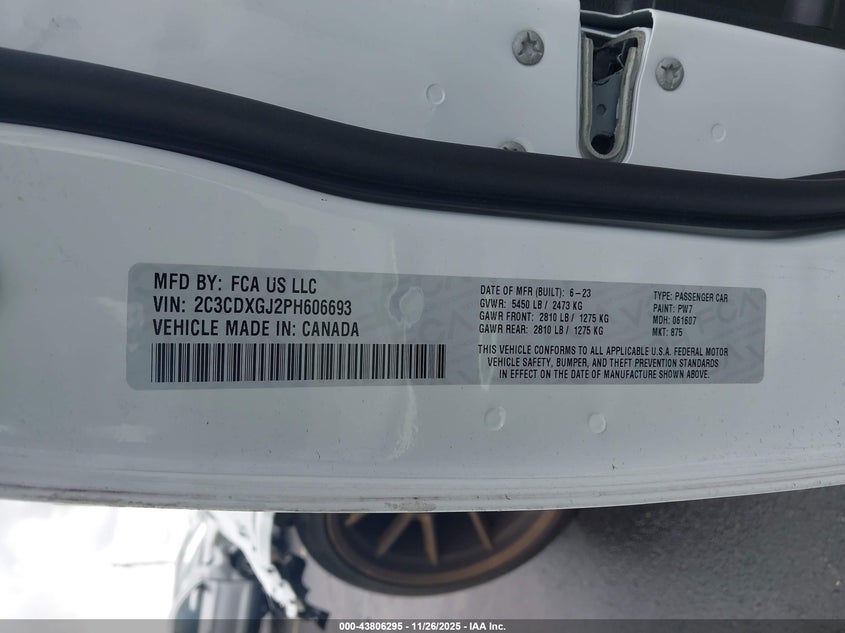 MFD BY: FCA US LLC
VIN: 2C3CDXGJ2PH606693
VEHICLE MADE IN: CANADA
DATE OF MFR (BUILT): 6-23
GVWR: 5450 LB / 2473 KG
GAWR FRONT: 2810 LB / 1275 KG
GAWR REAR: 2810 LB / 1275 KG
TYPE: PASSENGER CAR
PAINT: PW7
MDH: 061607
MKT: 875
THIS VEHICLE CONFORMS TO ALL APPLICABLE U.S.A. FEDERAL MOTOR
VEHICLE SAFETY, BUMPER, AND THEFT PREVENTION STANDARDS
IN EFFECT ON THE DATE OF MANUFACTURE SHOWN ABOVE.
000-43806295 - 11/26/2025 - IAA Inc.